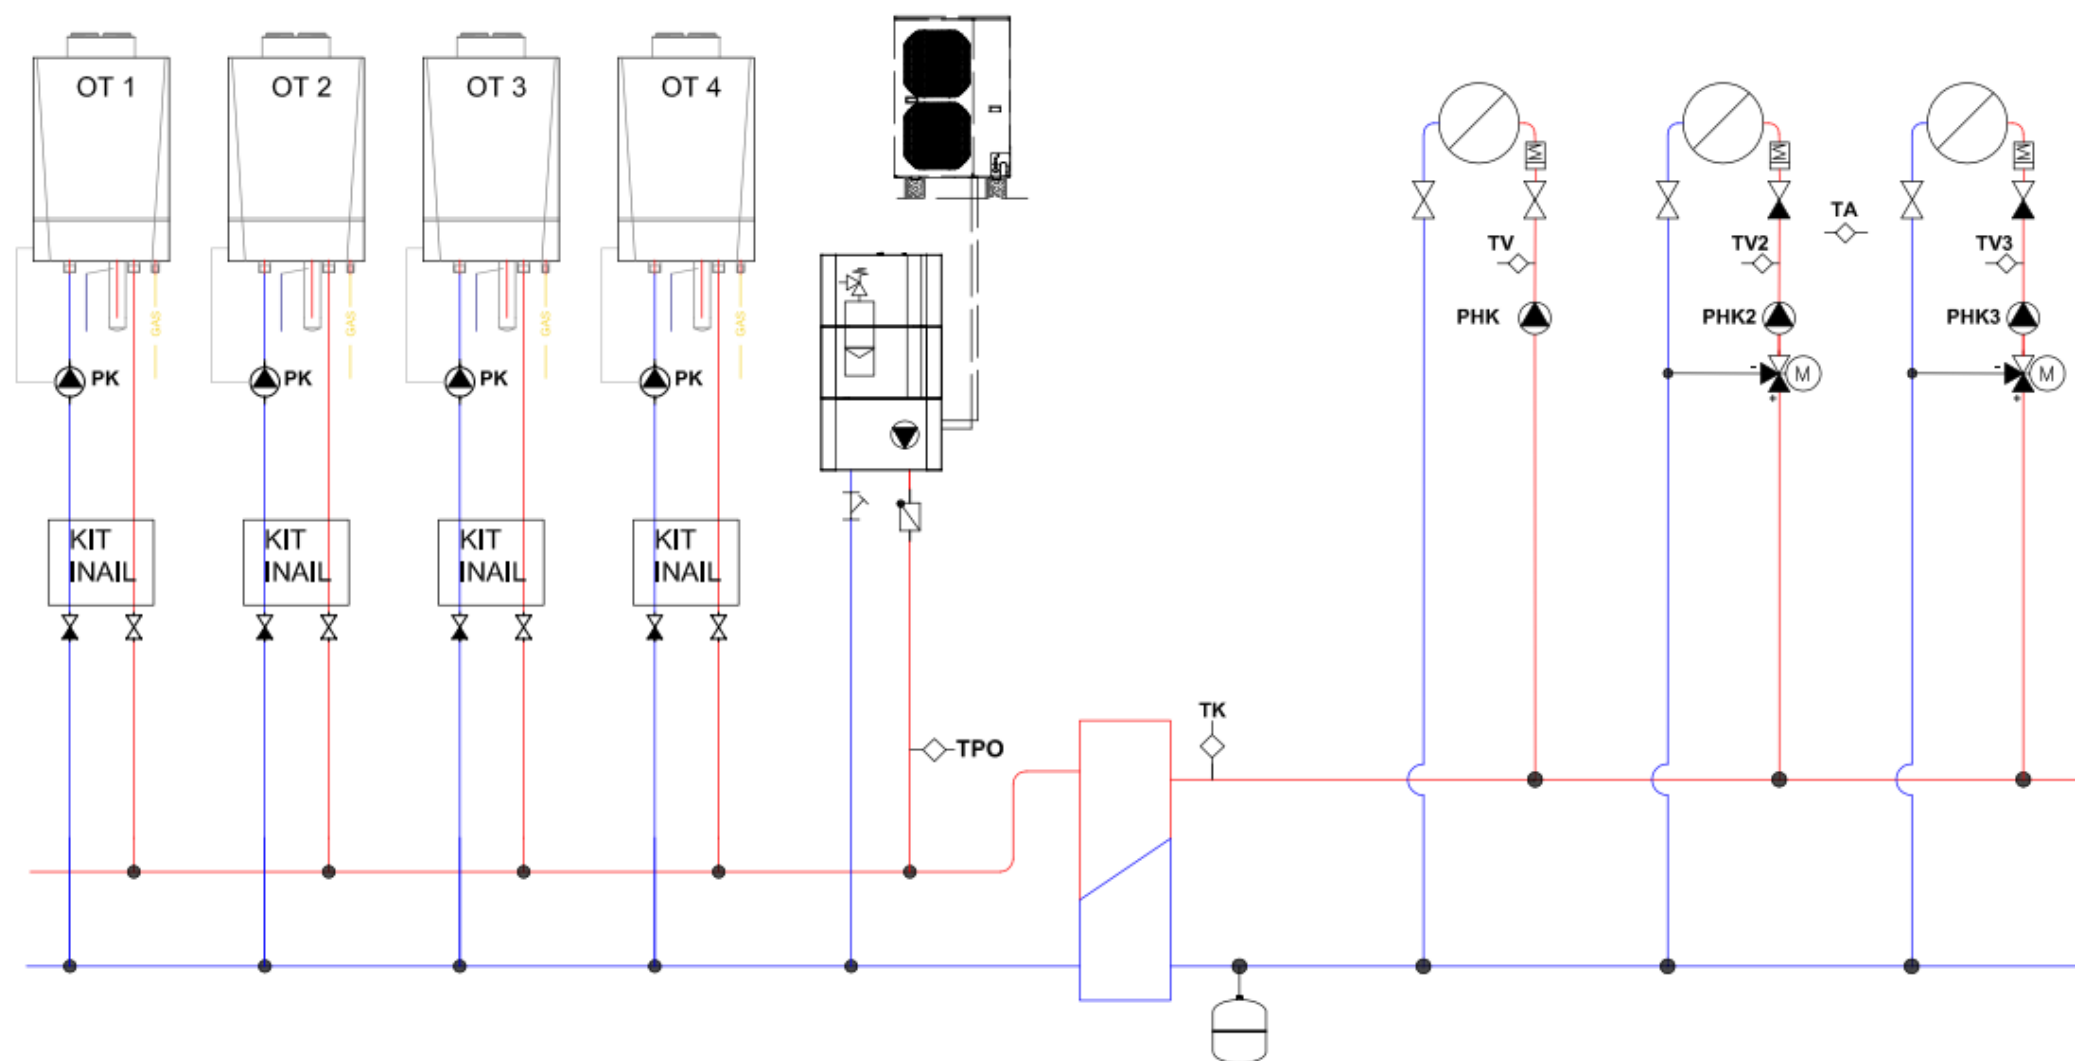 OT 1
OT 2
OT 3
OT 4
TA
TV
TV2
TV3
PHK
PHK2
PHK3
GAS
GAS
GAS
GAS
PK
PK
PK
PK
-
M
-
M
+
+
KIT
INAIL
KIT
INAIL
KIT
INAIL
KIT
INAIL
TK
TPO